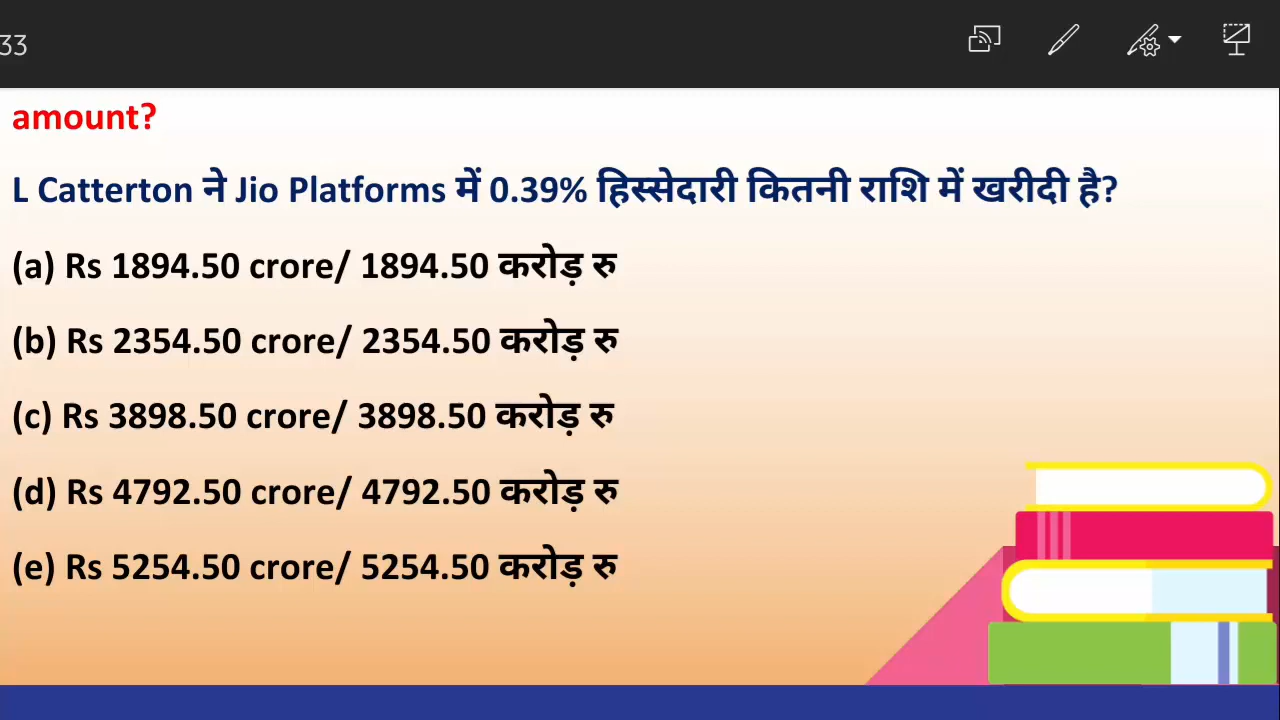 33
amount?
L Catterton ने Jio Platforms में 0.39% हिस्सेदारी कितनी राशि में खरीदी है?
(a) Rs 1894.50 crore/ 1894.50 करोड़ रु
(b) Rs 2354.50 crore/ 2354.50 करोड़ रु
(c) Rs 3898.50 crore/ 3898.50 करोड़ रु
(d) Rs 4792.50 crore/ 4792.50 करोड़ रु
(e) Rs 5254.50 crore/ 5254.50 करोड़ रु